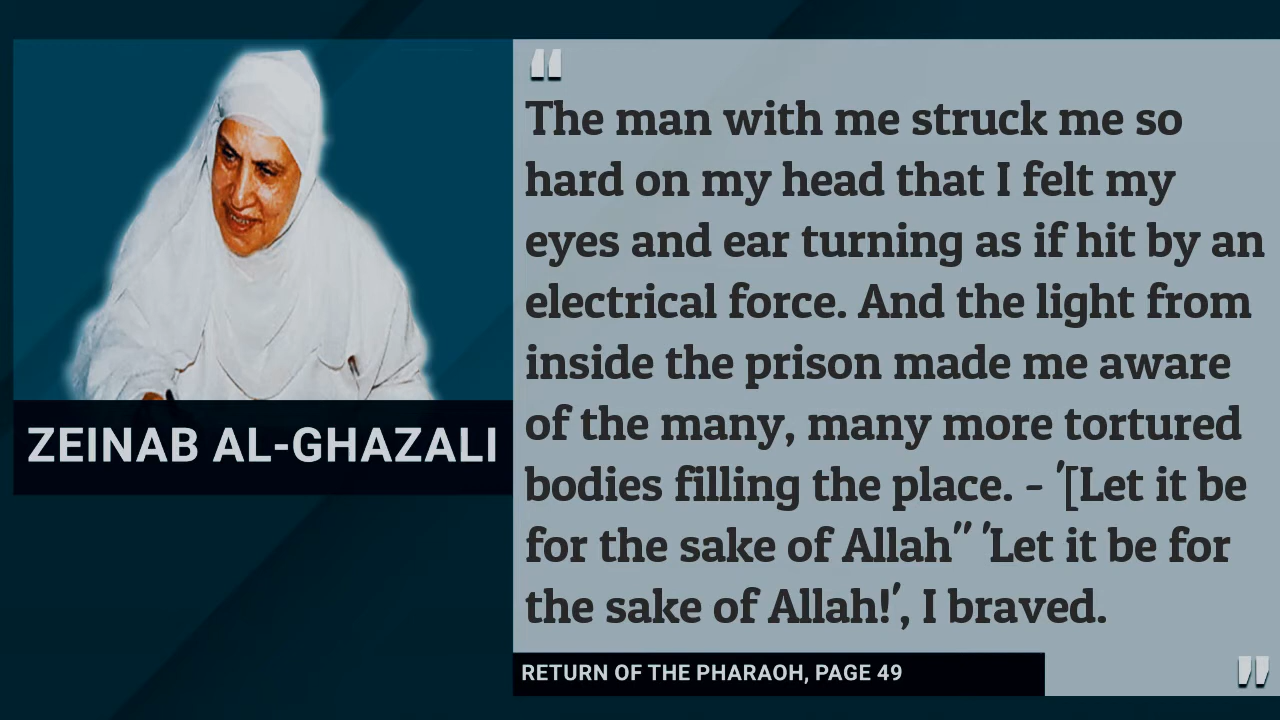 “
The man with me struck me so
hard on my head that I felt my
eyes and ear turning as if hit by an
electrical force. And the light from
inside the prison made me aware
of the many, many more tortured
bodies filling the place. - '[Let it be
for the sake of Allah" 'Let it be for
the sake of Allah!', I braved.
”
ZEINAB AL-GHAZALI
RETURN OF THE PHARAOH, PAGE 49